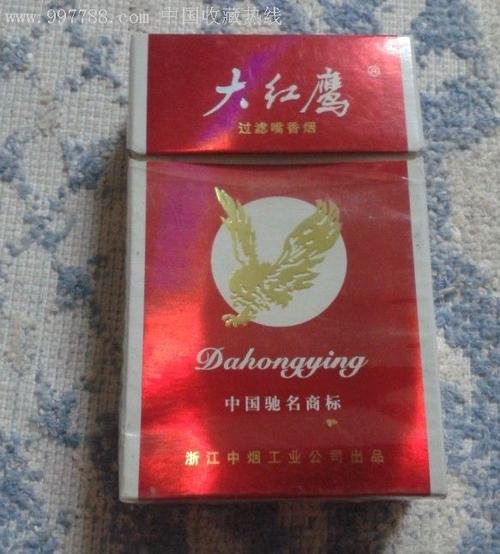 www.997788.com 中国收藏热线
大红鹰®
过滤嘴香烟
Dahongying
中国驰名商标
浙江中烟工业公司出品